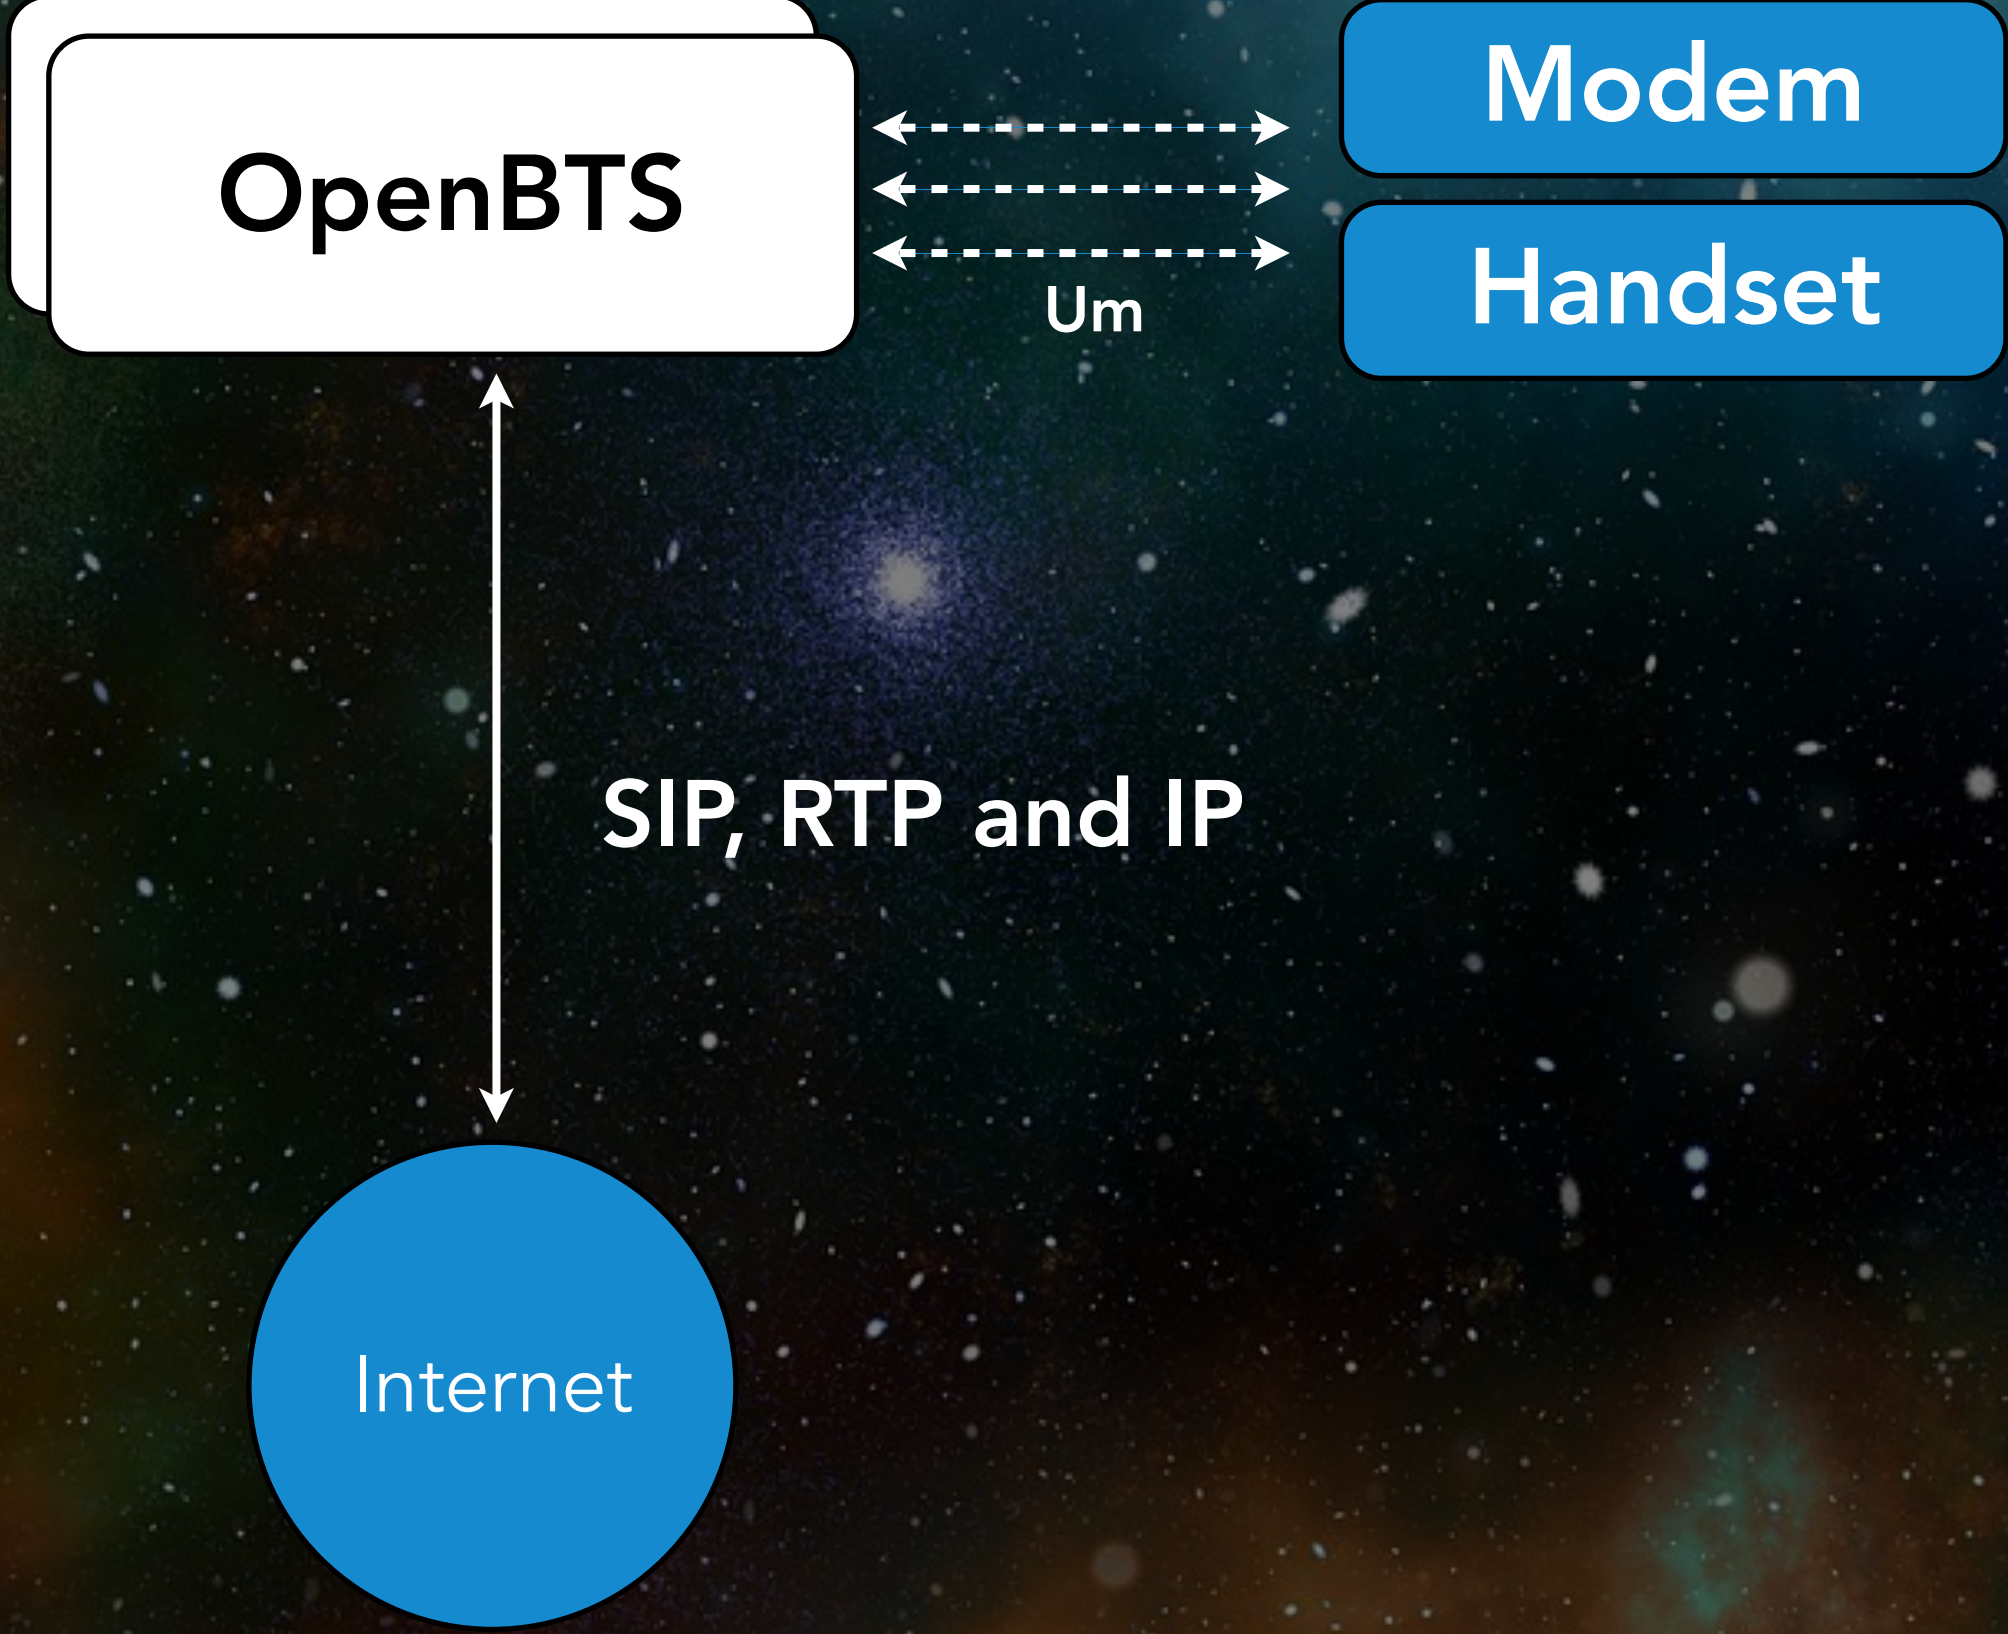 OpenBTS
Modem
Handset
Um
SIP, RTP and IP
Internet